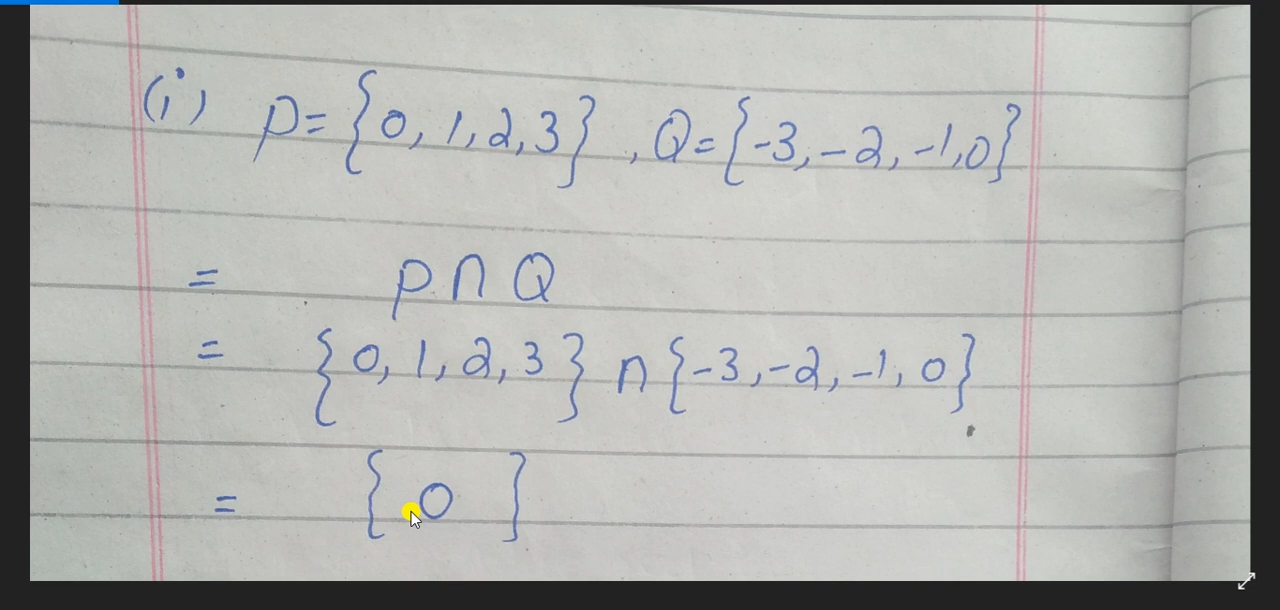 (i) P={0,1,2,3} , Q={-3,-2,-1,0}
= P∩Q
= {0,1,2,3} ∩ {-3,-2,-1,0}
= {0}